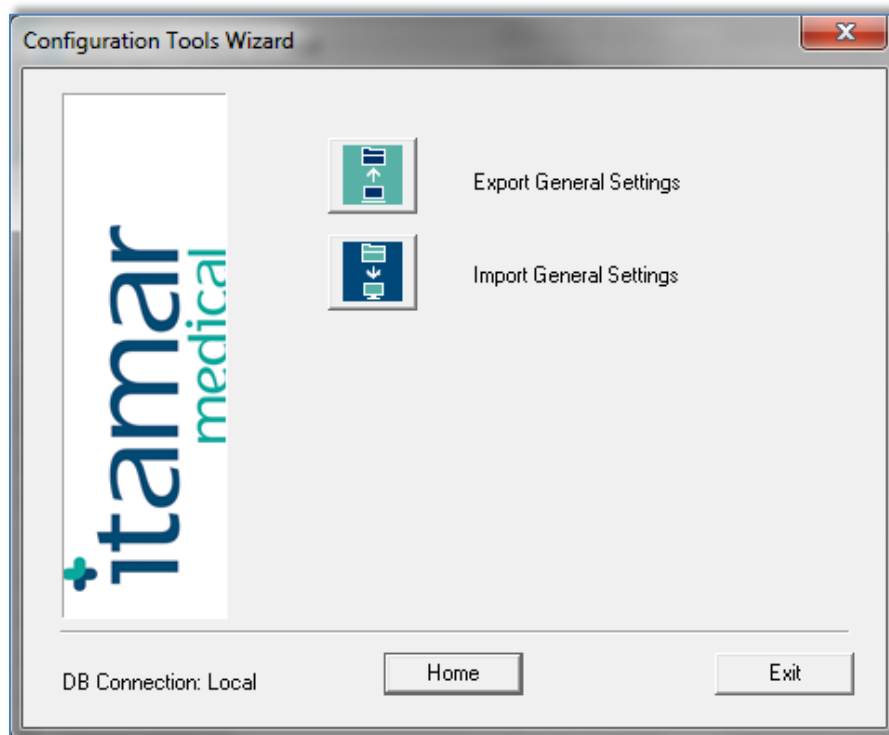 Configuration Tools Wizard
itamar
medical
Export General Settings
Import General Settings
DB Connection: Local
Home
Exit